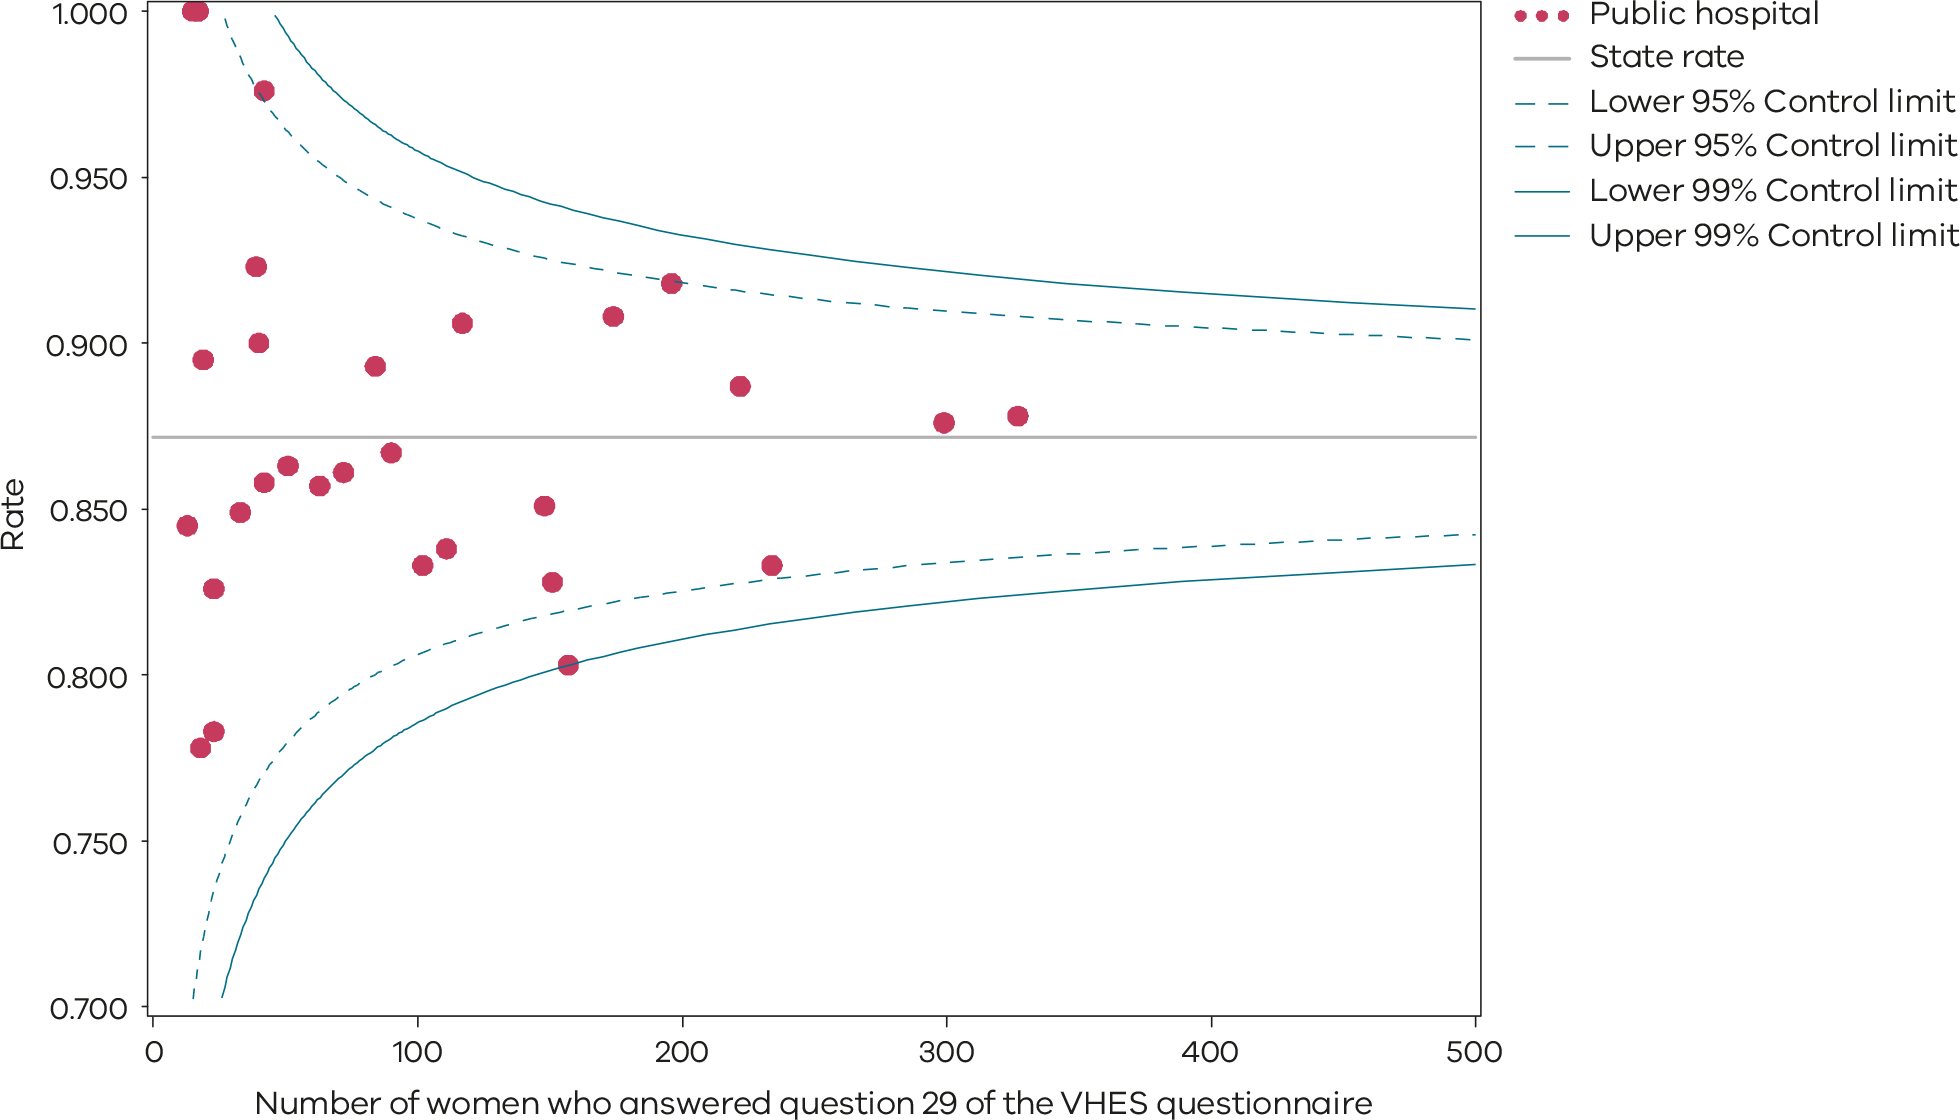 1.000
0.950
0.900
0.850
0.800
0.750
0.700
Rate
0
100
200
300
400
500
Number of women who answered question 29 of the VHES questionnaire
Public hospital
State rate
Lower 95% Control limit
Upper 95% Control limit
Lower 99% Control limit
Upper 99% Control limit